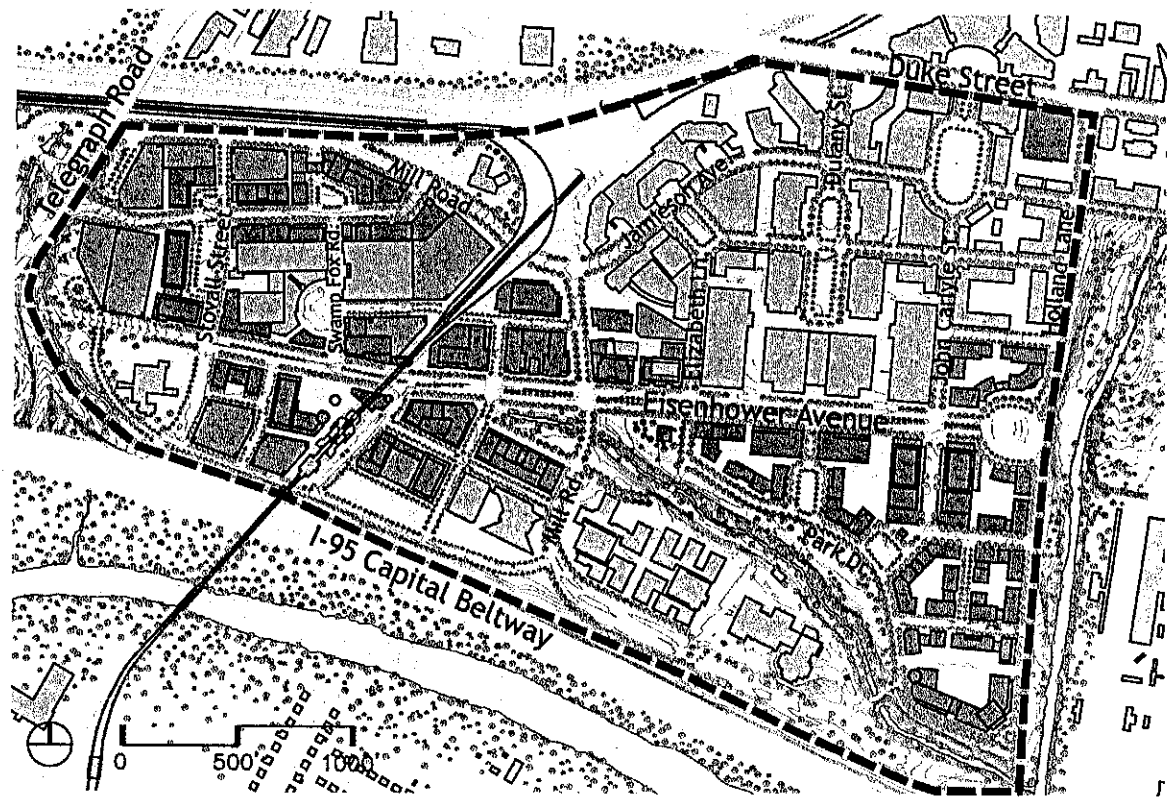 Telegraph Road
Duke Street
Mill Road
Dulany St.
Jamieson Ave.
Stovall Street
Swamp Fox Rd.
Elizabeth Ln.
John Carlyle St.
Holland Lane
Eisenhower Avenue
Mill Rd.
Park Dr.
I-95 Capital Beltway
0 500' 1000'